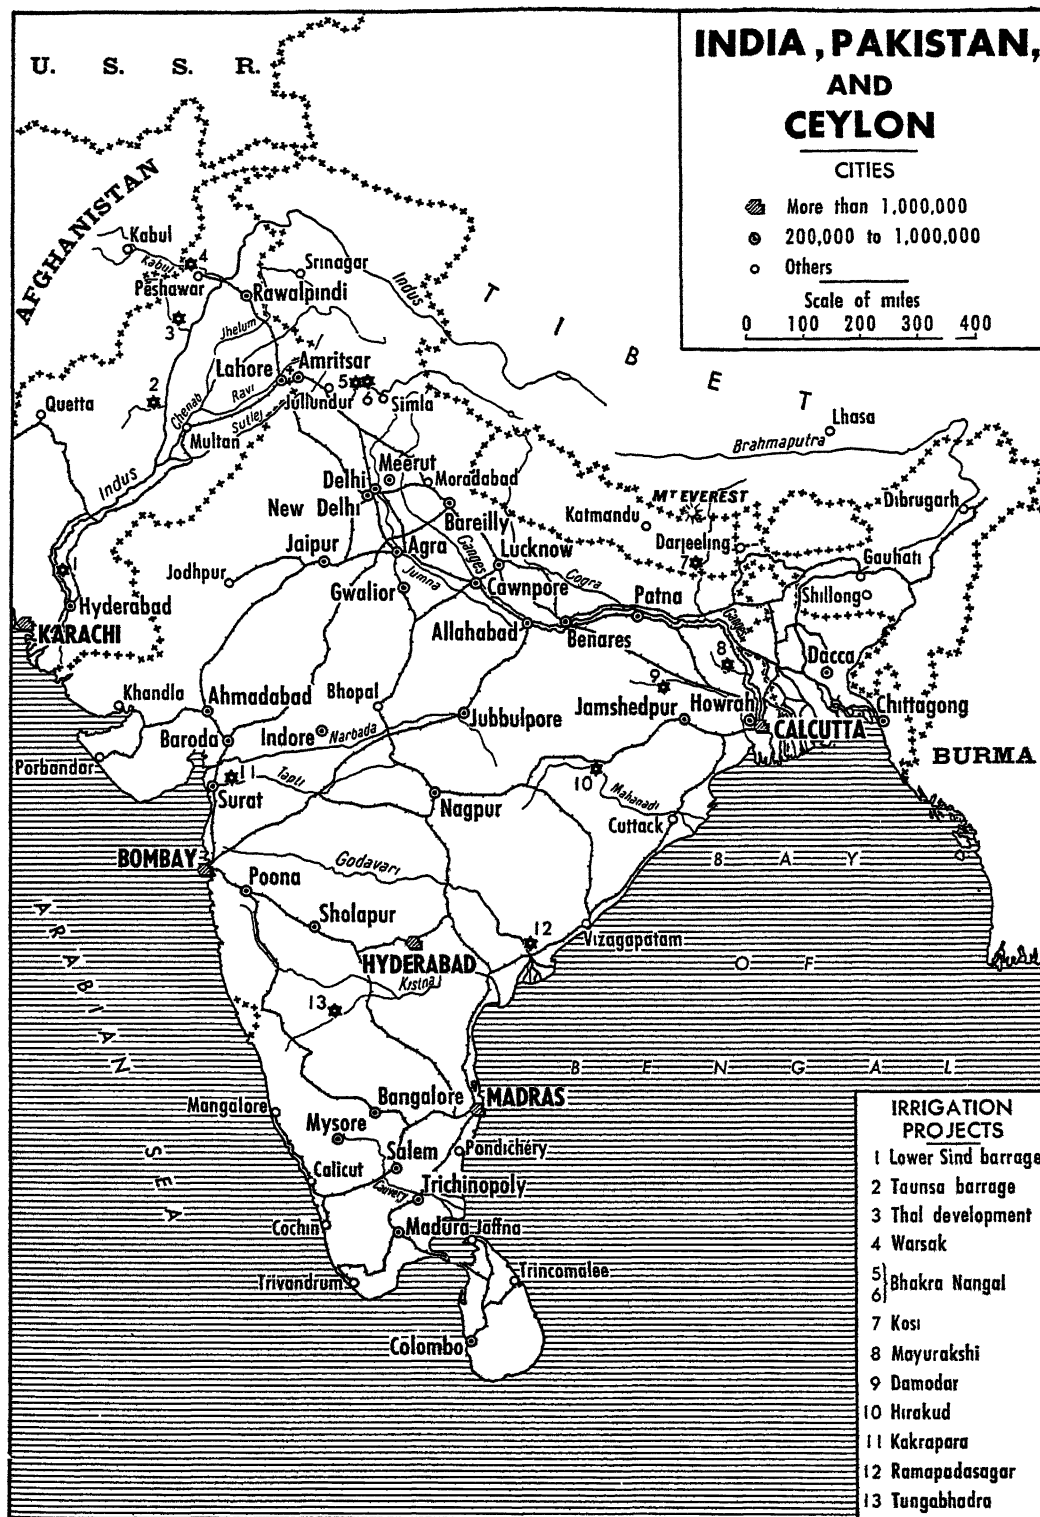 INDIA, PAKISTAN,
AND
CEYLON
CITIES
More than 1,000,000
200,000 to 1,000,000
Others
Scale of miles
0 100 200 300 400
U. S. S. R.
AFGHANISTAN
TIBET
Kabul
Kabul
4
Peshawar
Srinagar
Rawalpindi
Indus
3
Jhelum
Lahore
Amritsar
2
Chenab
Ravi
5
6
Jullundur
Simla
Quetta
Sutlej
Multan
Lhasa
Brahmaputra
Indus
Meerut
Delhi
Moradabad
New Delhi
MT EVEREST
Dibrugarh
Bareilly
Katmandu
Jaipur
Agra
Ganges
Lucknow
Darjeeling
Gauhati
1
Jodhpur
Jumna
Gogra
7
Gwalior
Cawnpore
Patna
Shillong
Hyderabad
KARACHI
Allahabad
Benares
Ganges
8
Dacca
Khandla
Ahmadabad
Bhopal
Jamshedpur
Howrah
Chittagong
Jubbulpore
CALCUTTA
Baroda
Indore
Narbada
BURMA
Porbandar
11
Tapti
10
Surat
Mahanadi
Nagpur
Cuttack
BOMBAY
Godavari
BAY
Poona
Sholapur
12
Vizagapatam
HYDERABAD
OF
Kistna
13
ARABIAN
SEA
BENGAL
Mangalore
Bangalore
MADRAS
Mysore
Salem
Pondichéry
Calicut
Cauvery
Trichinopoly
Cochin
Madura
Jaffna
Trivandrum
Trincomalee
Colombo
IRRIGATION
PROJECTS
1 Lower Sind barrage
2 Taunsa barrage
3 Thal development
4 Warsak
5
6 } Bhakra Nangal
7 Kosi
8 Mayurakshi
9 Damodar
10 Hirakud
11 Kakrapara
12 Ramapadasagar
13 Tungabhadra